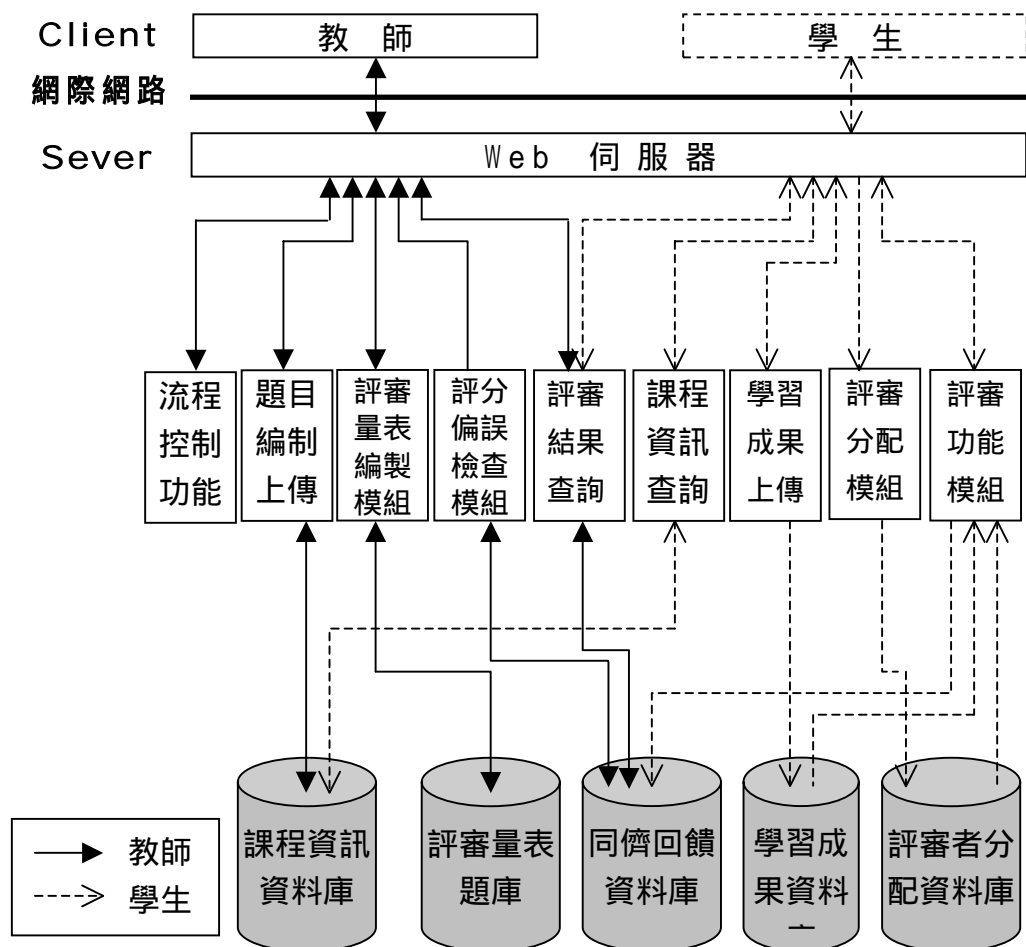 Client
教 師
學 生
網際網路
Sever
Web 伺服器
流程
控制
功能
題目
編制
上傳
評審
量表
編製
模組
評分
偏誤
檢查
模組
評審
結果
查詢
課程
資訊
查詢
學習
成果
上傳
評審
分配
模組
評審
功能
模組
課程資訊
資料庫
評審量表
題庫
同儕回饋
資料庫
學習成
果資料
評審者分
配資料庫
教師
學生